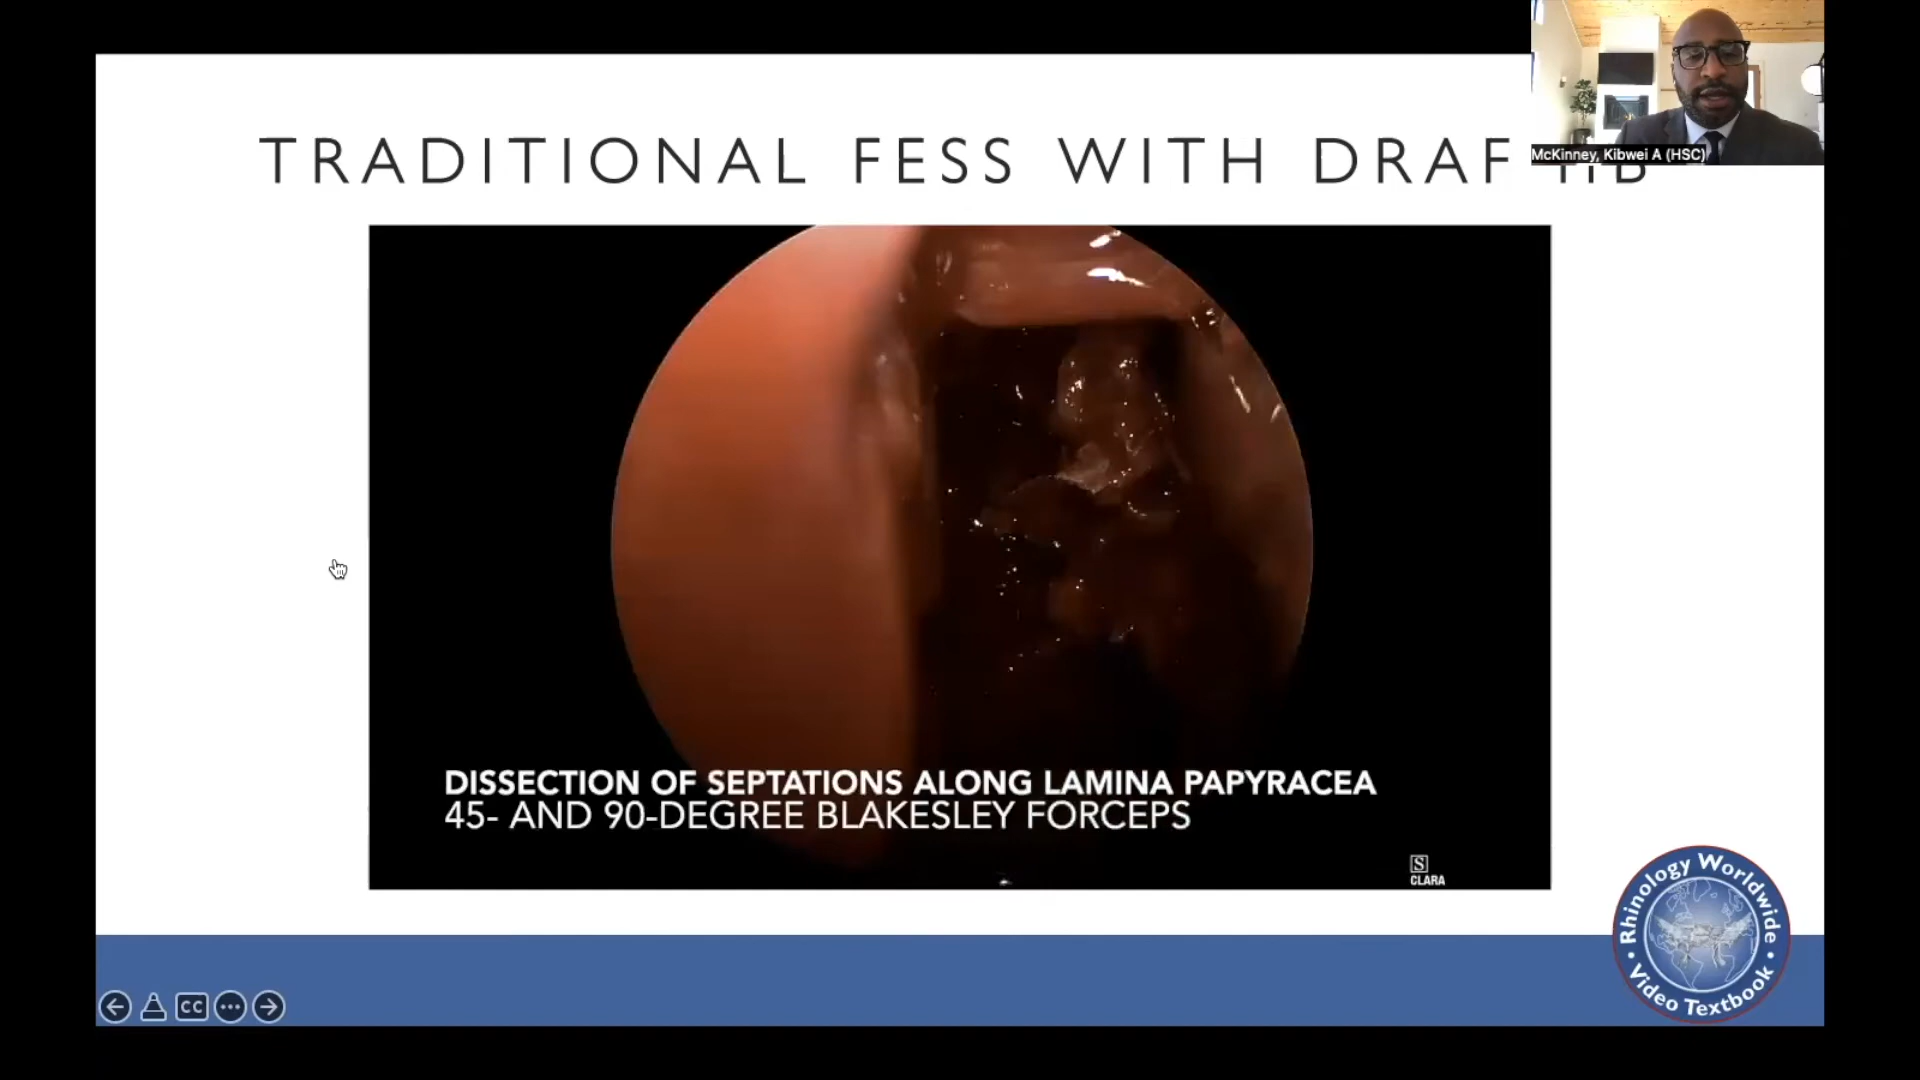 TRADITIONAL FESS WITH DRAF IIB
McKinney, Kibwei A (HSC)
DISSECTION OF SEPTATIONS ALONG LAMINA PAPYRACEA
45- AND 90-DEGREE BLAKESLEY FORCEPS
S
CLARA
Rhinology Worldwide
Video Textbook
CC